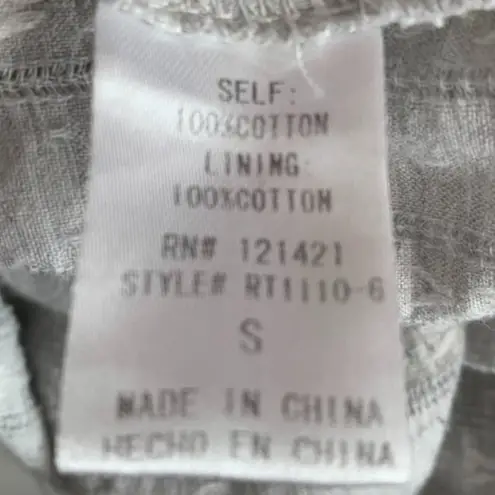 SELF:
100%COTTON
LINING:
100%COTTON
RN# 121421
STYLE# RT1110-6
S
MADE IN CHINA
HECHO EN CHINA